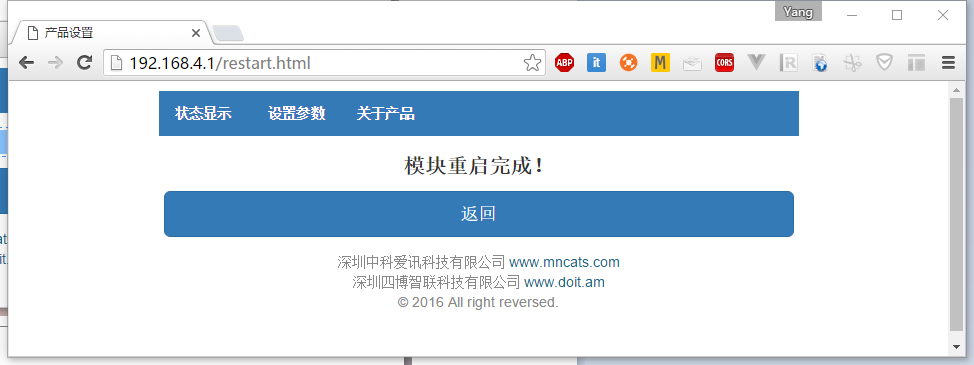 Yang
产品设置
192.168.4.1/restart.html
ABP it M CORS R
状态显示 设置参数 关于产品
模块重启完成！
返回
深圳中科爱讯科技有限公司 www.mncats.com
深圳四博智联科技有限公司 www.doit.am
© 2016 All right reversed.